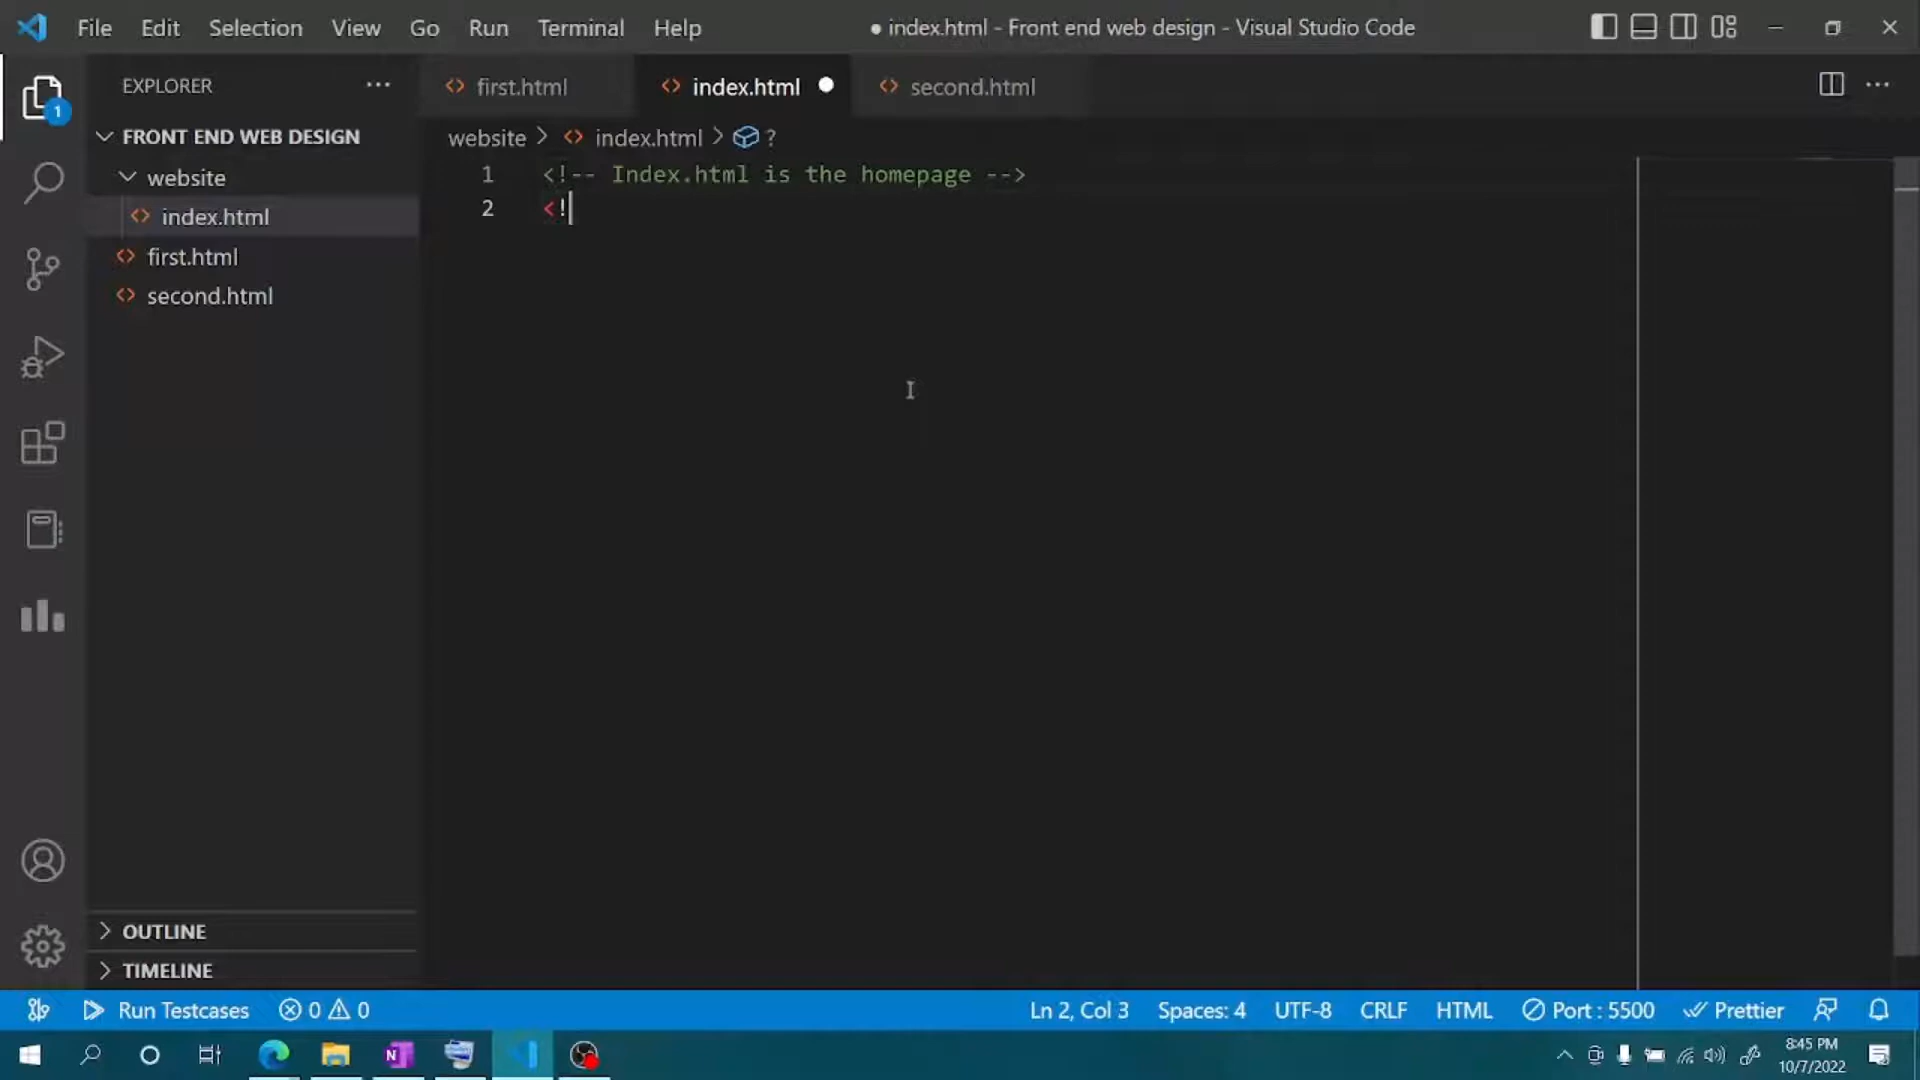 File Edit Selection View Go Run Terminal Help ● index.html - Front end web design - Visual Studio Code
EXPLORER ···
first.html index.html ● second.html
1
FRONT END WEB DESIGN
website > index.html > ?
website
1 <!-- Index.html is the homepage -->
index.html
2 <!
first.html
second.html
OUTLINE
TIMELINE
Run Testcases 0 0 Ln 2, Col 3 Spaces: 4 UTF-8 CRLF HTML Port : 5500 Prettier
N
8:45 PM
10/7/2022